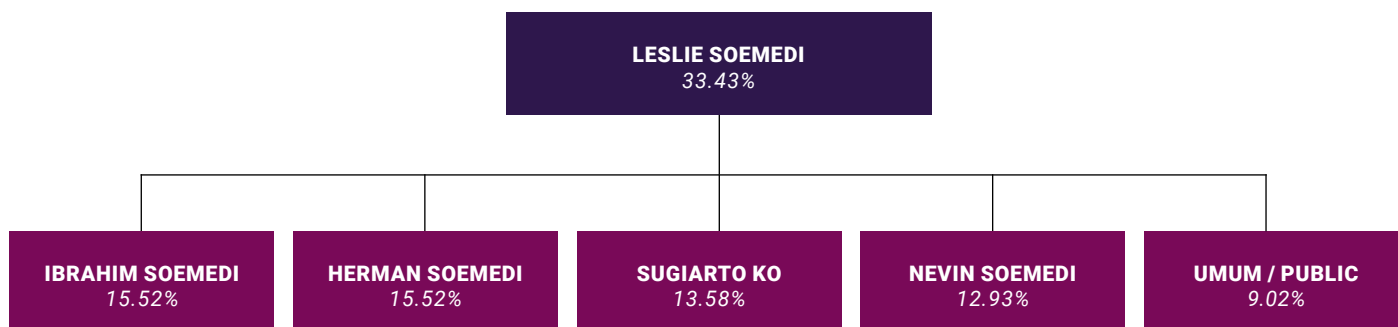 LESLIE SOEMEDI
33.43%
IBRAHIM SOEMEDI
15.52%
HERMAN SOEMEDI
15.52%
SUGIARTO KO
13.58%
NEVIN SOEMEDI
12.93%
UMUM / PUBLIC
9.02%